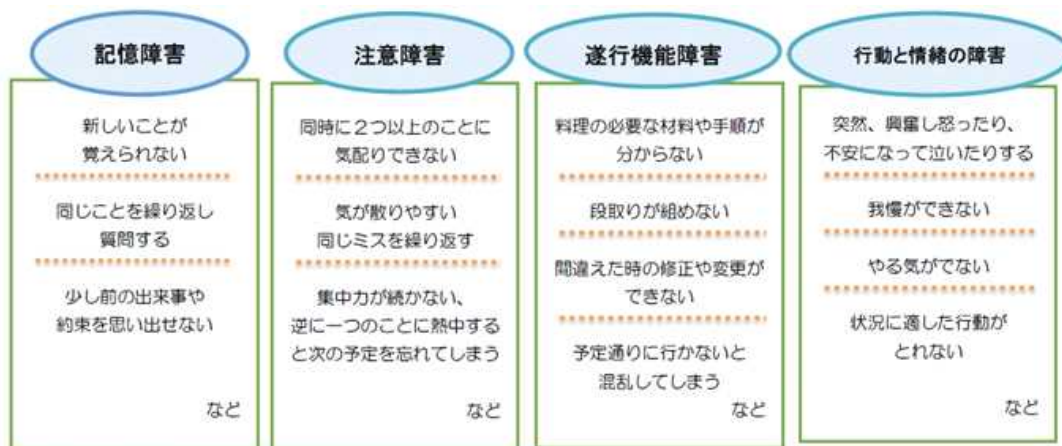 記憶障害
新しいことが
覚えられない
同じことを繰り返し
質問する
少し前の出来事や
約束を思い出せない
など
注意障害
同時に２つ以上のことに
気配りできない
気が散りやすい
同じミスを繰り返す
集中力が続かない、
逆に一つのことに熱中する
と次の予定を忘れてしまう
など
遂行機能障害
料理の必要な材料や手順が
分からない
段取りが組めない
間違えた時の修正や変更が
できない
予定通りに行かないと
混乱してしまう
など
行動と情緒の障害
突然、興奮し怒ったり、
不安になって泣いたりする
我慢ができない
やる気がでない
状況に適した行動が
とれない
など